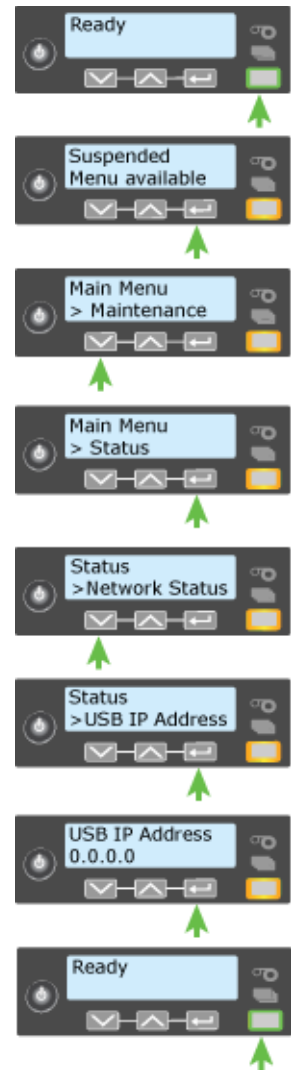 Ready
Suspended
Menu available
Main Menu
> Maintenance
Main Menu
> Status
Status
>Network Status
Status
>USB IP Address
USB IP Address
0.0.0.0
Ready